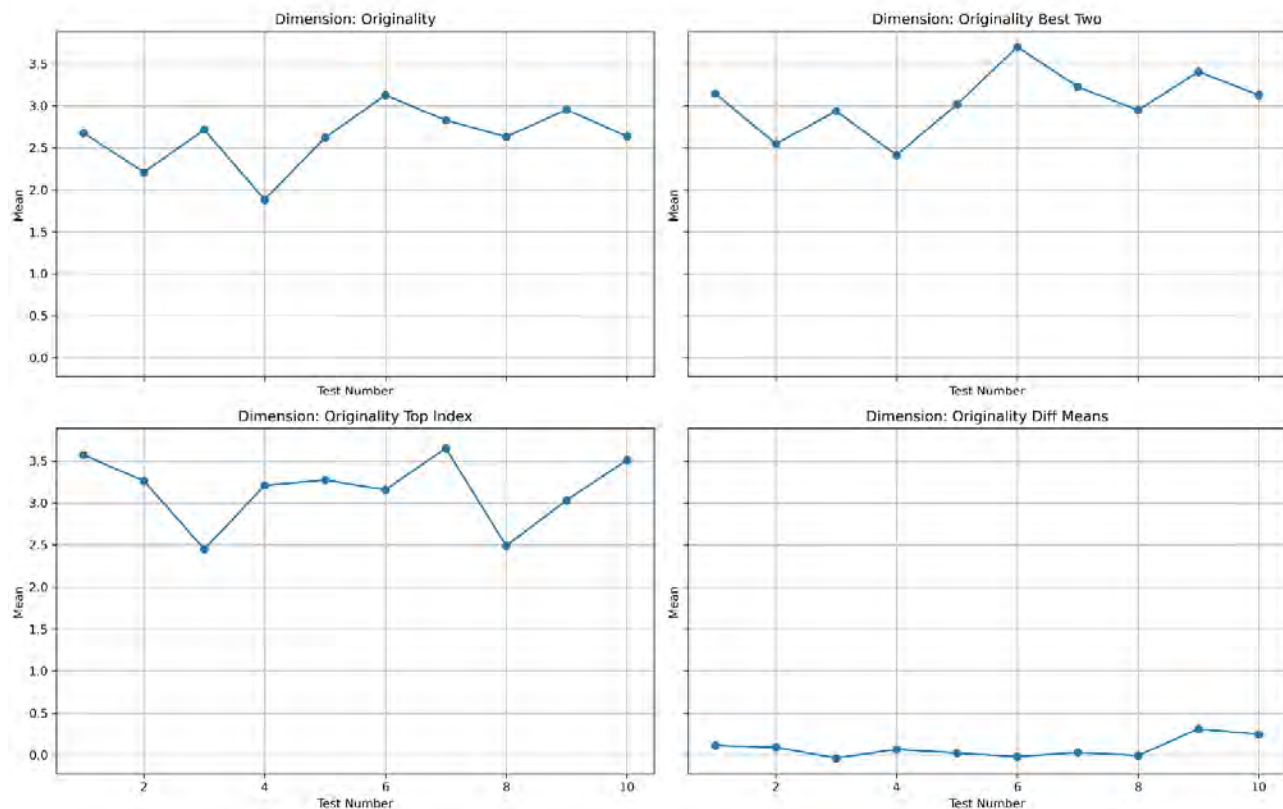 Dimension: Originality
Dimension: Originality Best Two
3.5
3.0
2.5
2.0
1.5
1.0
0.5
0.0
Mean
Mean
Test Number
Test Number
Dimension: Originality Top Index
Dimension: Originality Diff Means
3.5
3.0
2.5
2.0
1.5
1.0
0.5
0.0
Mean
Mean
2 4 6 8 10
2 4 6 8 10
Test Number
Test Number